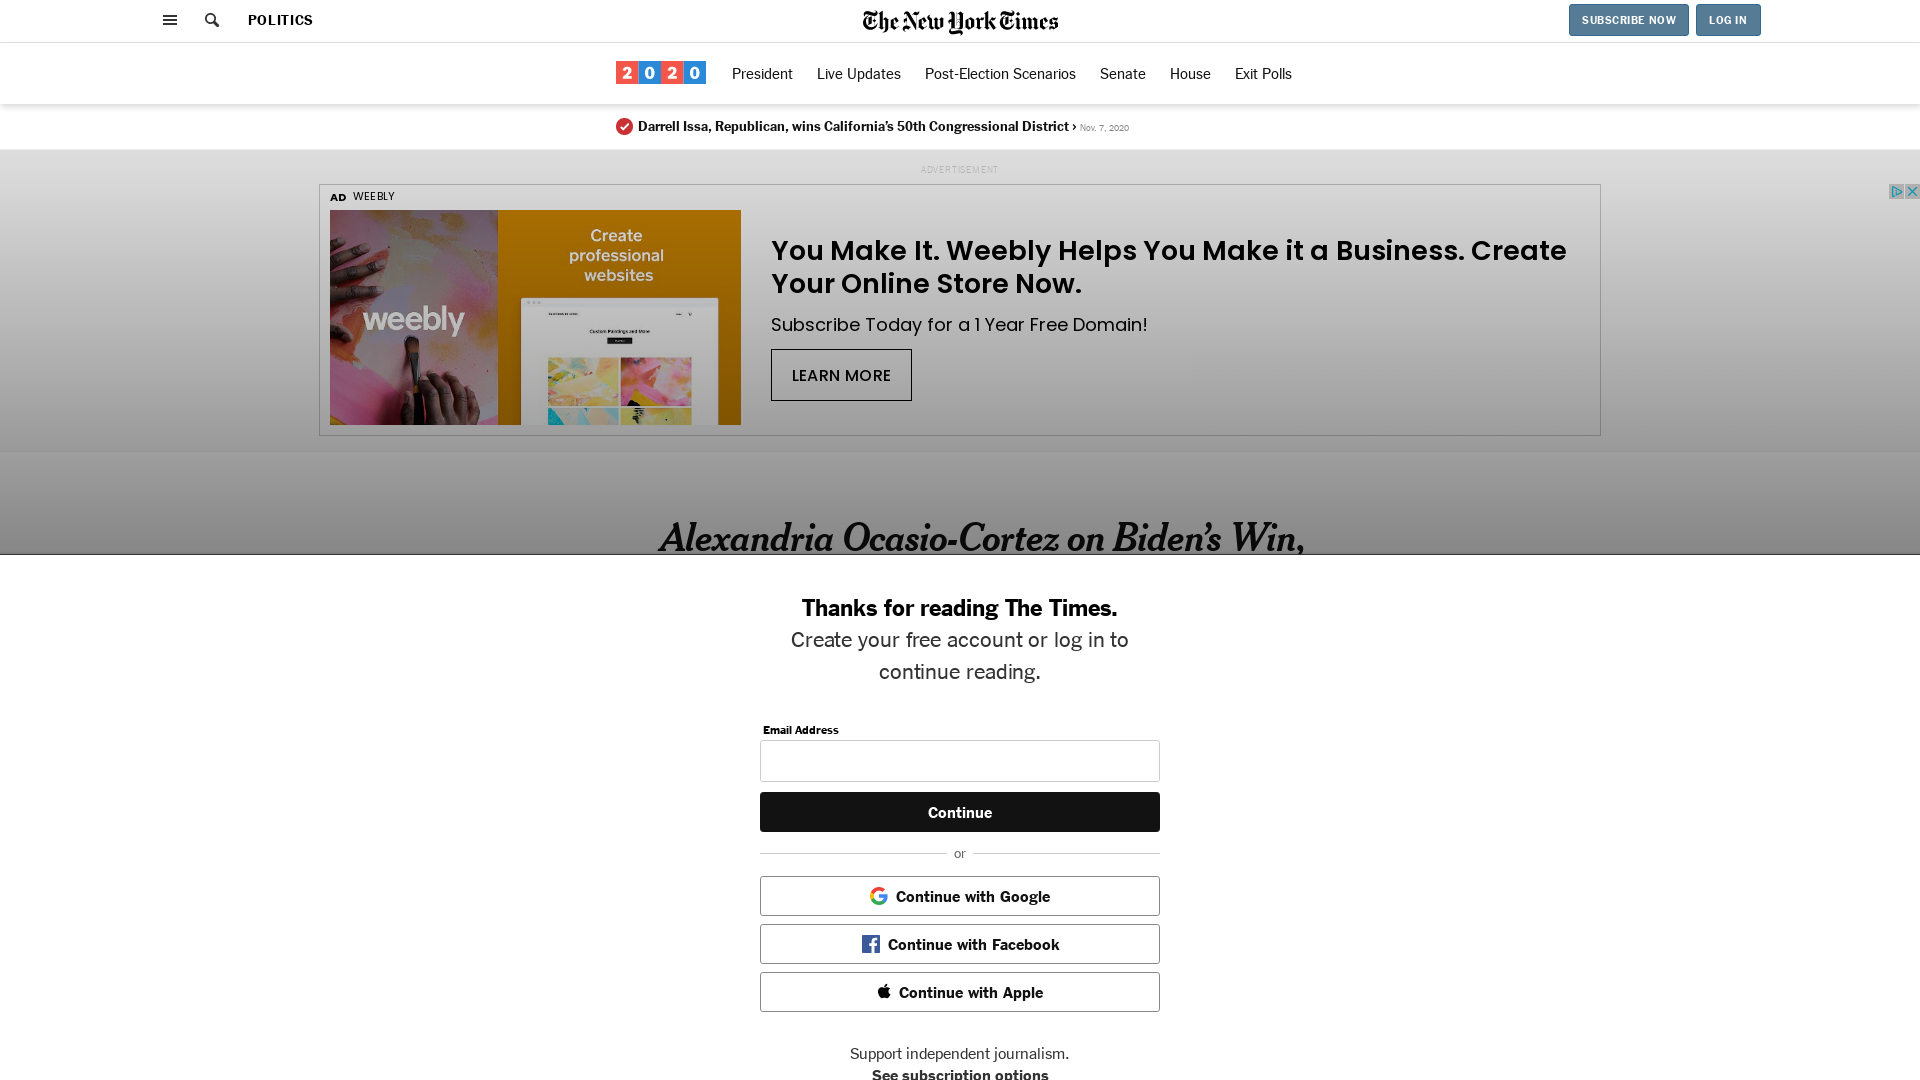 POLITICS
The New York Times
SUBSCRIBE NOW
LOG IN
2020
President
Live Updates
Post-Election Scenarios
Senate
House
Exit Polls
Darrell Issa, Republican, wins California’s 50th Congressional District › Nov. 7, 2020
ADVERTISEMENT
AD WEEBLY
weebly
Create
professional
websites
Custom Paintings and More
You Make It. Weebly Helps You Make it a Business. Create
Your Online Store Now.
Subscribe Today for a 1 Year Free Domain!
LEARN MORE
Alexandria Ocasio-Cortez on Biden’s Win,
Thanks for reading The Times.
Create your free account or log in to
continue reading.
Email Address
Continue
or
Continue with Google
Continue with Facebook
Continue with Apple
Support independent journalism.
See subscription options